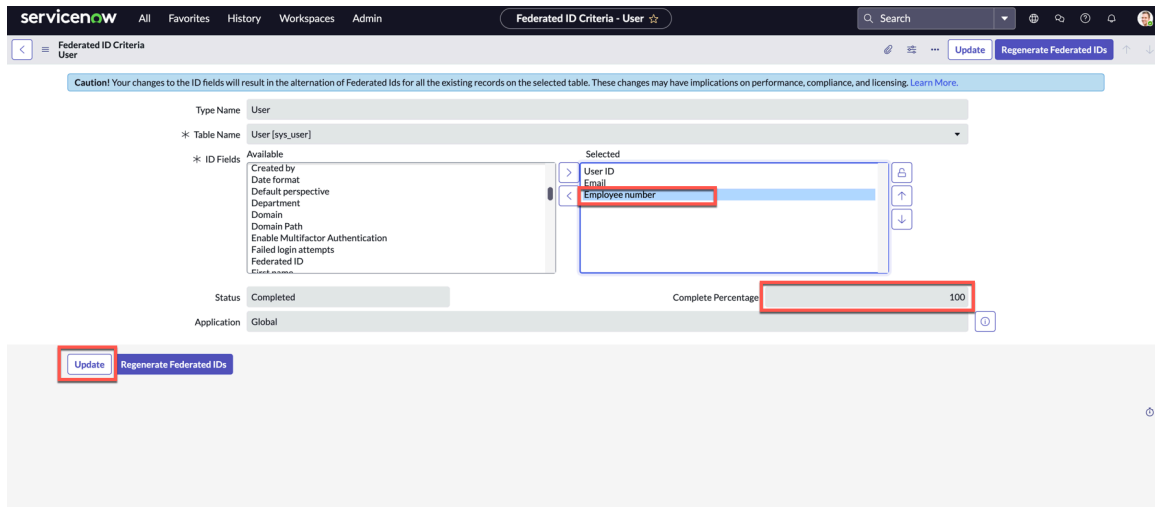 servicenow All Favorites History Workspaces Admin Federated ID Criteria - User Search
Federated ID Criteria
User
Update Regenerate Federated IDs
Caution! Your changes to the ID fields will result in the alternation of Federated Ids for all the existing records on the selected table. These changes may have implications on performance, compliance, and licensing. Learn More.
Type Name User
Table Name User [sys_user]
ID Fields
Available
Created by
Date format
Default perspective
Department
Domain
Domain Path
Enable Multifactor Authentication
Failed login attempts
Federated ID
First name
Selected
User ID
Email
Employee number
Status Completed Complete Percentage 100
Application Global
Update Regenerate Federated IDs